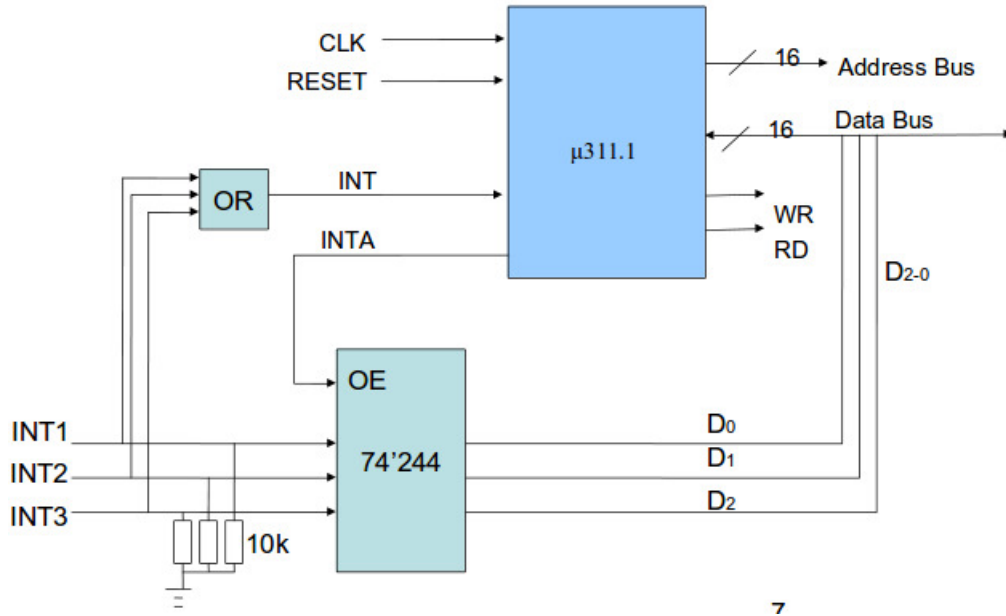 CLK
RESET
µ311.1
16
Address Bus
16
Data Bus
OR
INT
INTA
WR
RD
D2-0
OE
74’244
INT1
INT2
INT3
D0
D1
D2
10k
7